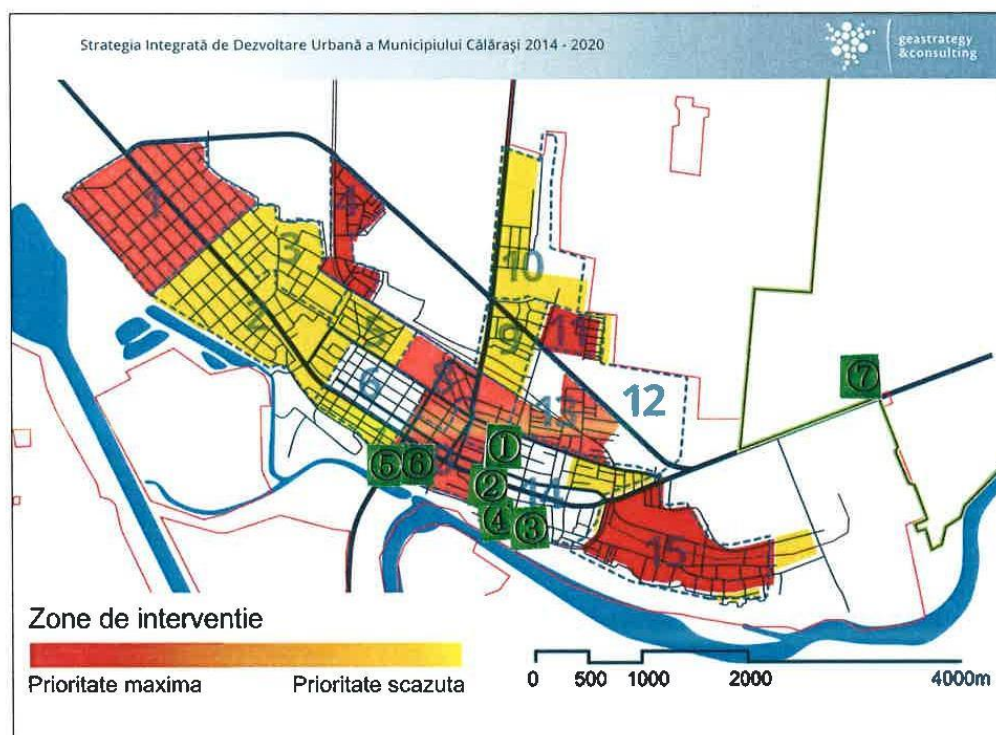 Strategia Integrată de Dezvoltare Urbană a Municipiului Călărași 2014 - 2020
geastrategy
&consulting
1
4
3
10
2
5
9
11
6
8
13
12
⑦
①
⑤⑥
②
14
④
③
15
Zone de interventie
Prioritate maxima
Prioritate scazuta
0 500 1000 2000 4000m